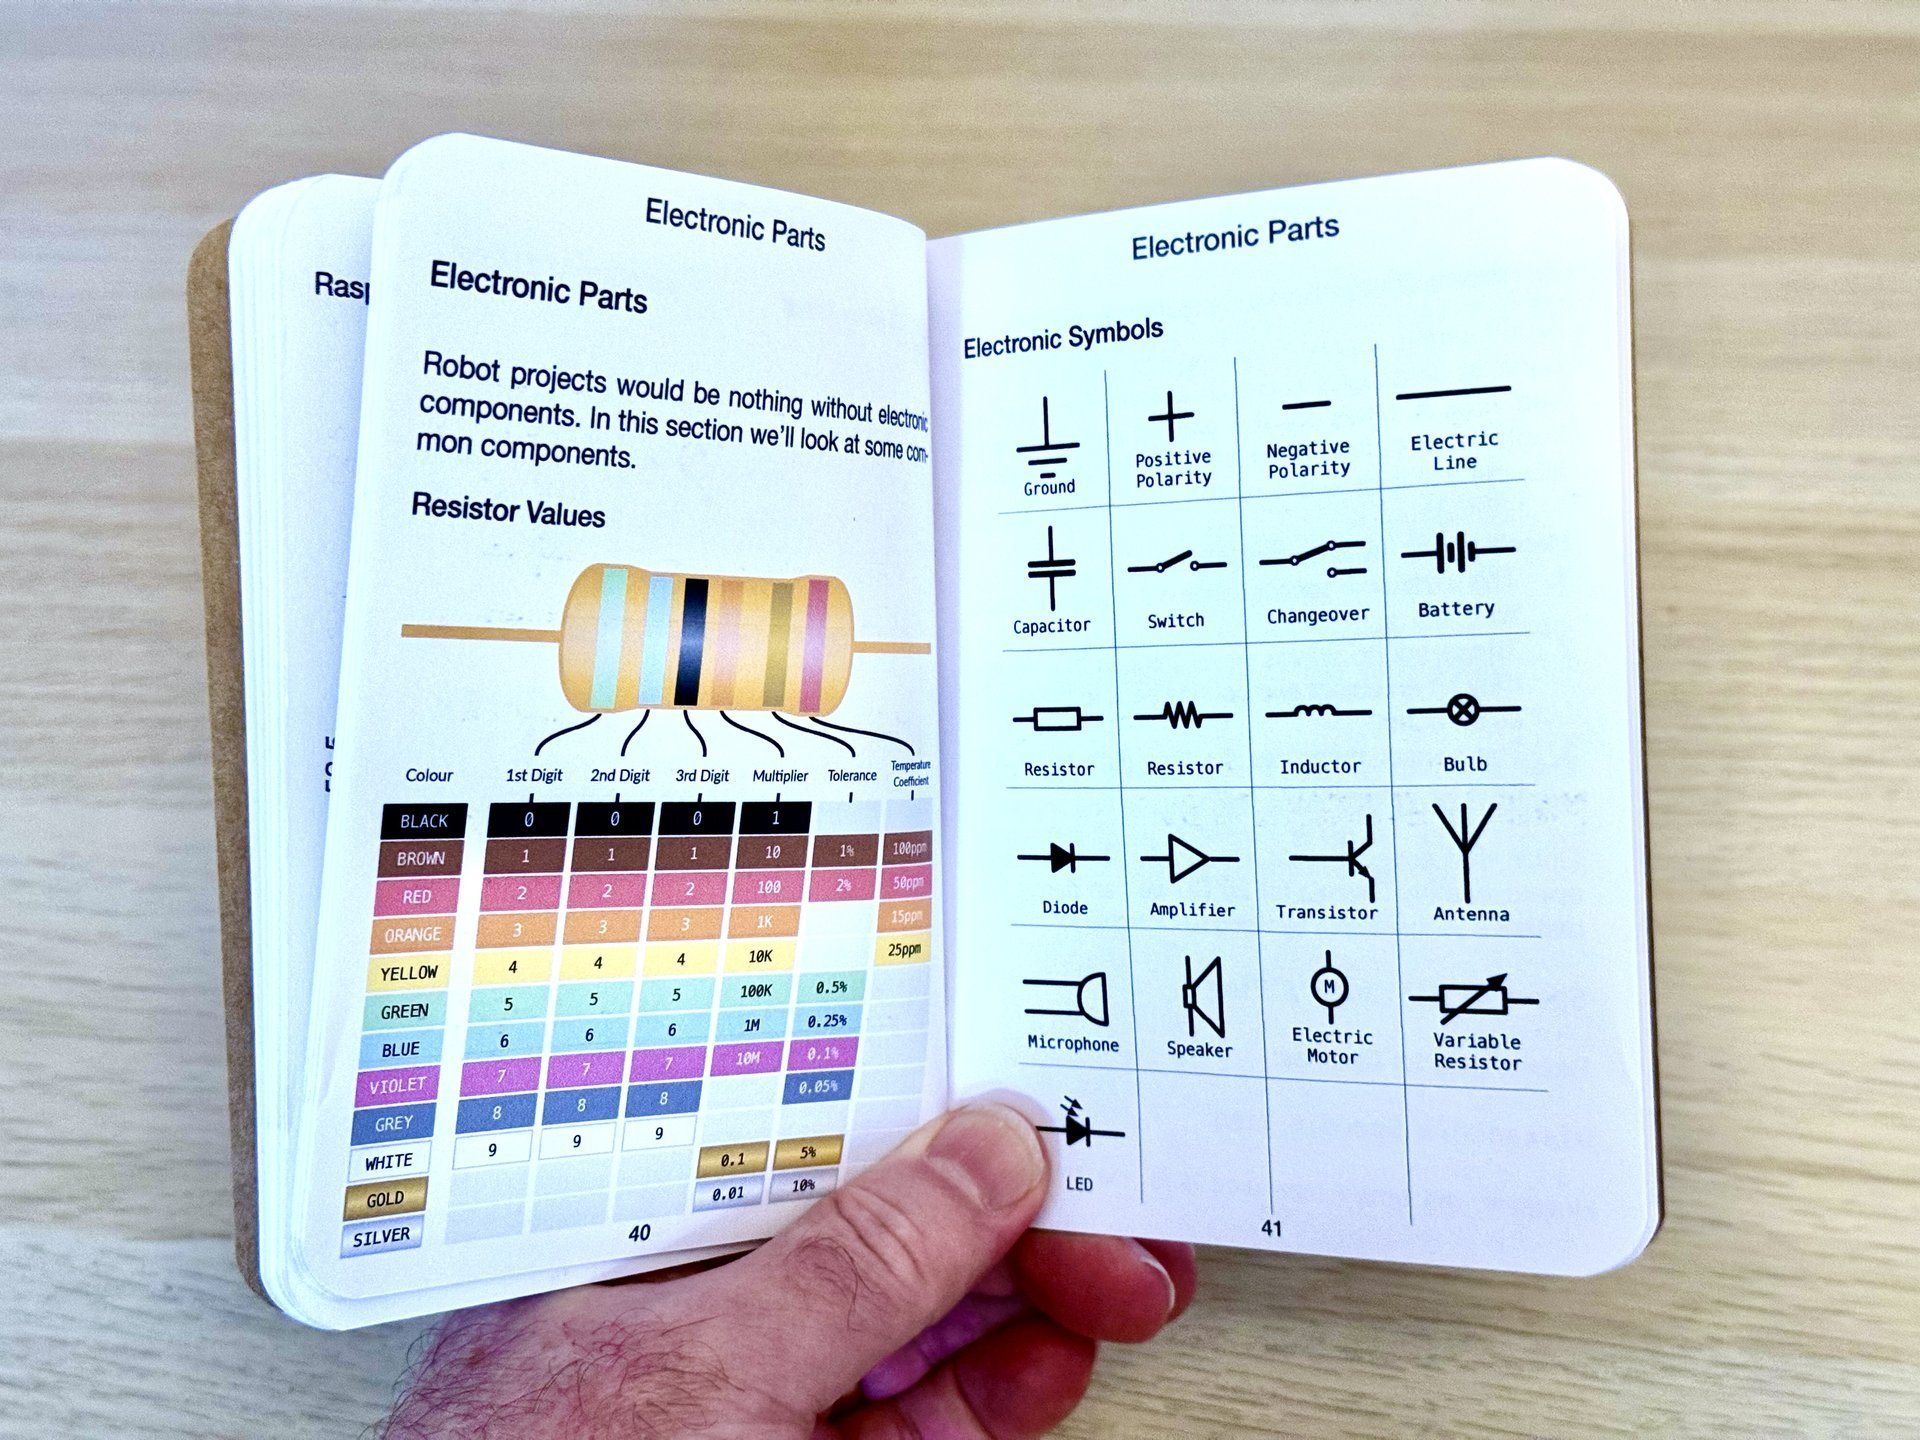 Electronic Parts
Electronic Parts
Robot projects would be nothing without electronic
components. In this section we'll look at some com-
mon components.
Resistor Values
Colour 1st Digit 2nd Digit 3rd Digit Multiplier Tolerance Temperature Coefficient
BLACK 0 0 0 1
BROWN 1 1 1 10 1% 100ppm
RED 2 2 2 100 2% 50ppm
ORANGE 3 3 3 1K 15ppm
YELLOW 4 4 4 10K 25ppm
GREEN 5 5 5 100K 0.5%
BLUE 6 6 6 1M 0.25%
VIOLET 7 7 7 10M 0.1%
GREY 8 8 8 0.05%
WHITE 9 9 9
GOLD 0.1 5%
SILVER 0.01 10%
40
Electronic Parts
Electronic Symbols
Ground
Positive
Polarity
Negative
Polarity
Electric
Line
Capacitor
Switch
Changeover
Battery
Resistor
Resistor
Inductor
Bulb
Diode
Amplifier
Transistor
Antenna
Microphone
Speaker
M
Electric
Motor
Variable
Resistor
LED
41